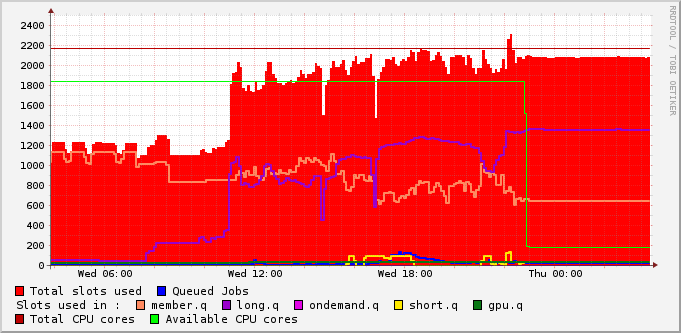 2400
2200
2000
1800
1600
1400
1200
1000
800
600
400
200
0
Wed 06:00 Wed 12:00 Wed 18:00 Thu 00:00
Total slots used Queued Jobs
Slots used in : member.q long.q ondemand.q short.q gpu.q
Total CPU cores Available CPU cores
RRDTOOL / TOBI OETIKER